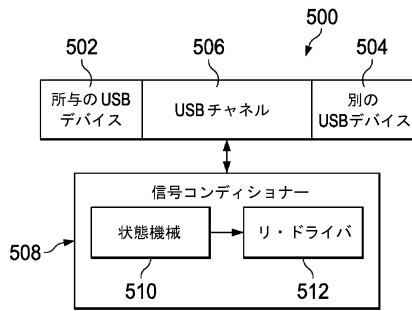 500
502
506
504
所与のUSB
デバイス
USBチャネル
別の
USBデバイス
信号コンディショナー
状態機械
リ・ドライバ
508
510
512